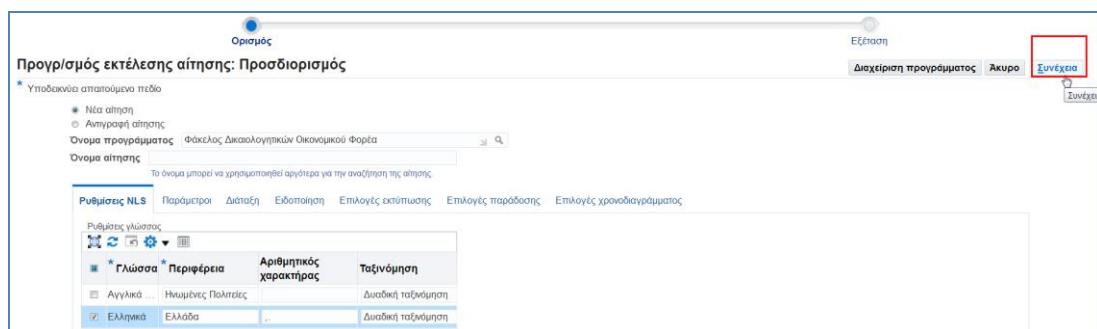 Ορισμός
Εξέταση
Προγρ/σμός εκτέλεσης αίτησης: Προσδιορισμός
Διαχείριση προγράμματος Άκυρο Συνέχεια
* Υποδεικνύει απαιτούμενο πεδίο
Συνέχει
Νέα αίτηση
Αντιγραφή αίτησης
Όνομα προγράμματος Φάκελος Δικαιολογητικών Οικονομικού Φορέα
Όνομα αίτησης
Το όνομα μπορεί να χρησιμοποιηθεί αργότερα για την αναζήτηση της αίτησης.
Ρυθμίσεις NLS Παράμετροι Διάταξη Ειδοποίηση Επιλογές εκτύπωσης Επιλογές παράδοσης Επιλογές χρονοδιαγράμματος
Ρυθμίσεις γλώσσας
* Γλώσσα * Περιφέρεια Αριθμητικός χαρακτήρας Ταξινόμηση
Αγγλικά ... Ηνωμένες Πολιτείες Δυαδική ταξινόμηση
Ελληνικά Ελλάδα ,. Δυαδική ταξινόμηση